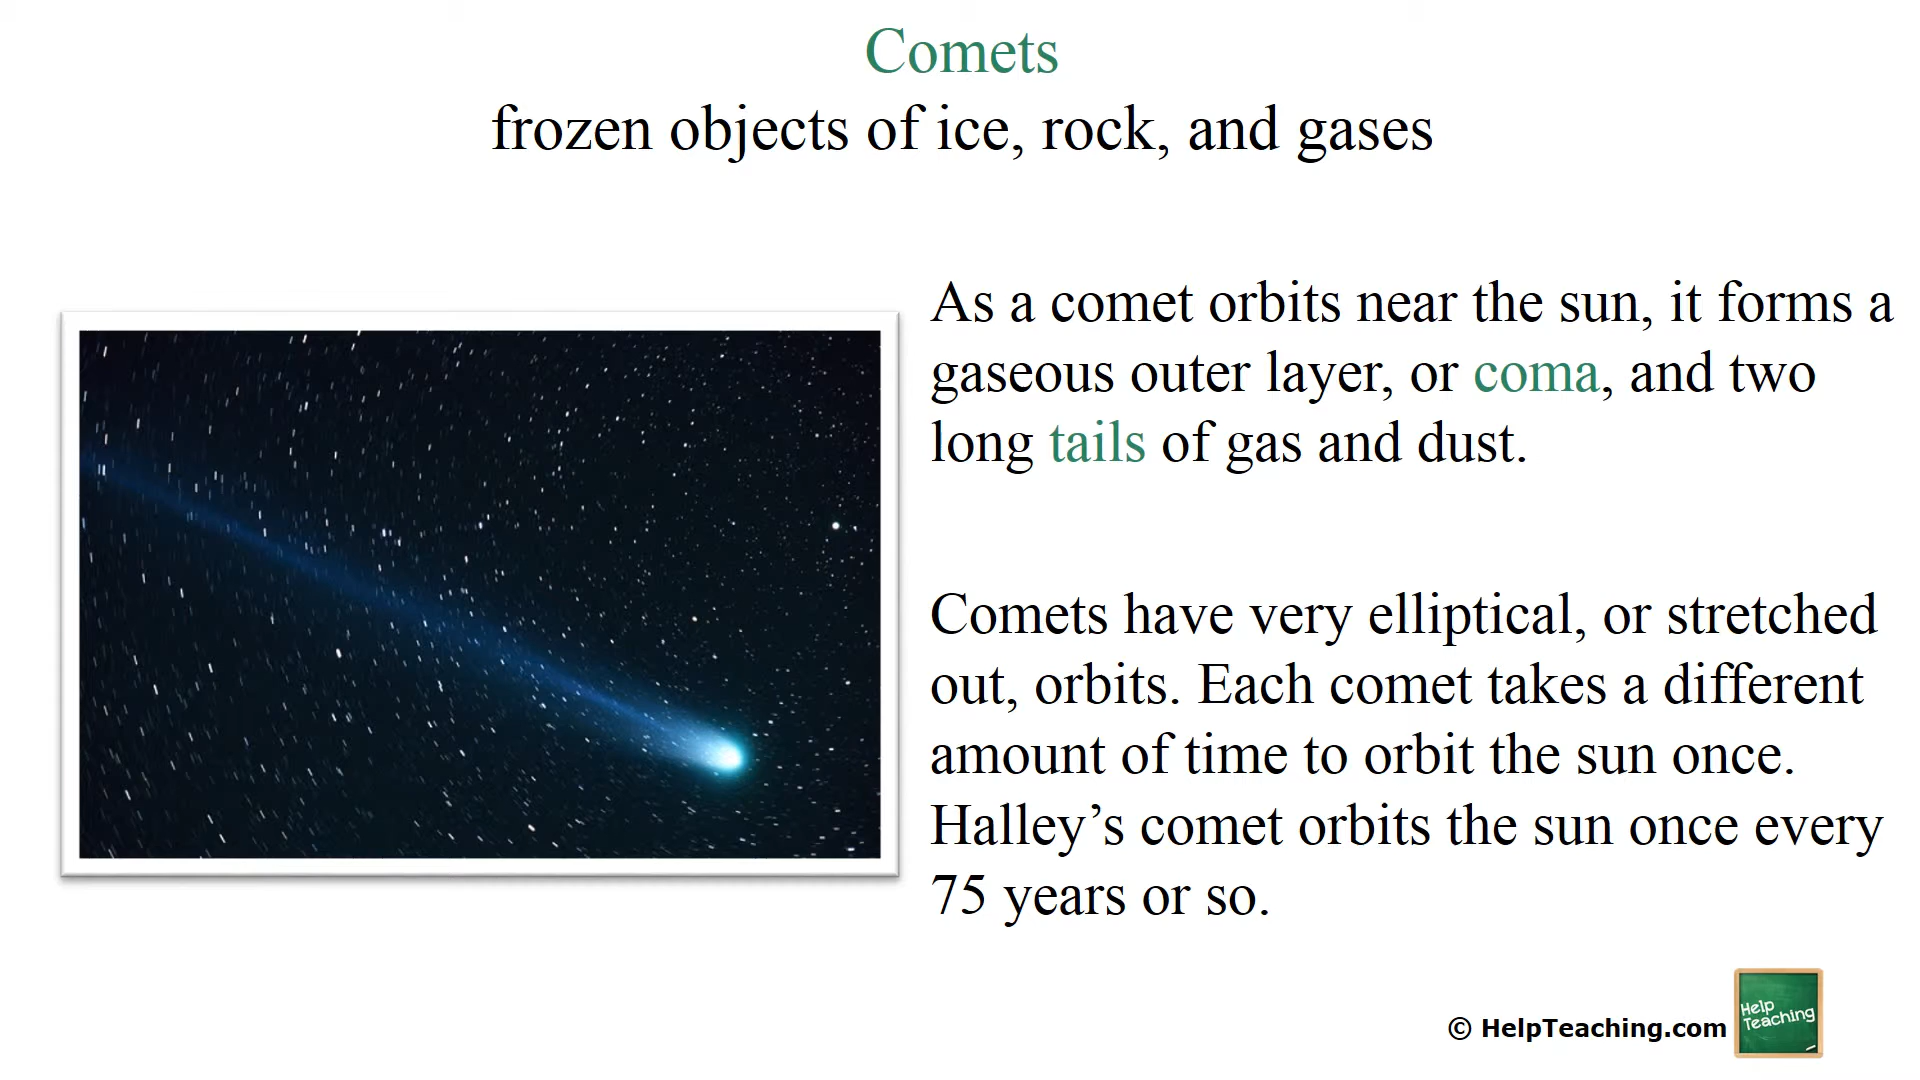 Comets
frozen objects of ice, rock, and gases
As a comet orbits near the sun, it forms a
gaseous outer layer, or coma, and two
long tails of gas and dust.
Comets have very elliptical, or stretched
out, orbits. Each comet takes a different
amount of time to orbit the sun once.
Halley’s comet orbits the sun once every
75 years or so.
© HelpTeaching.com
Help
Teaching